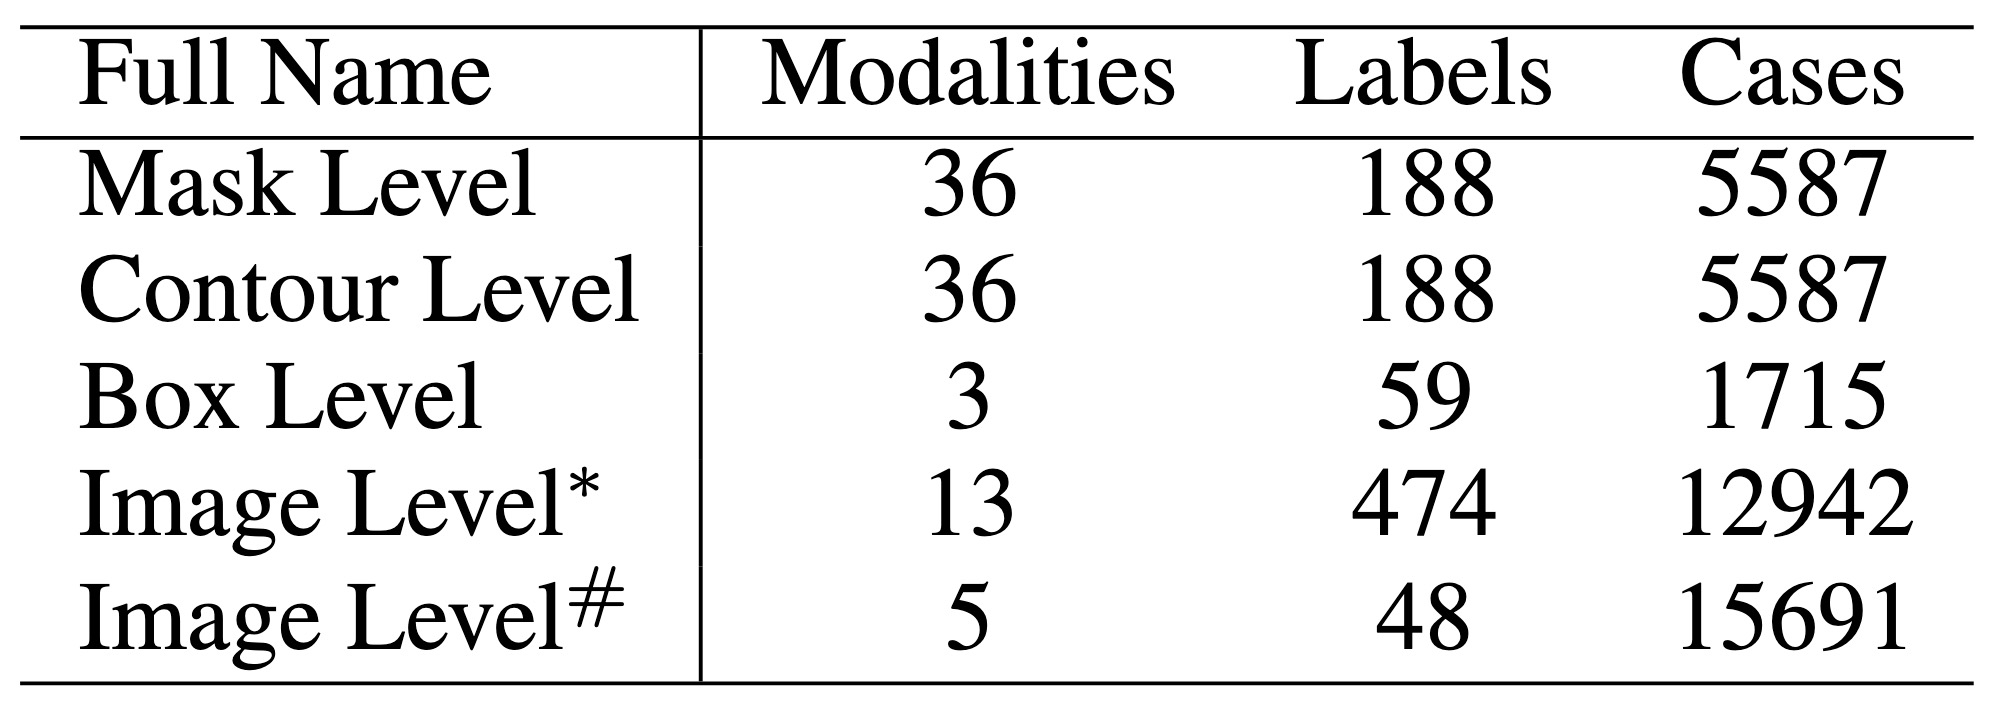 Full Name Modalities Labels Cases
Mask Level 36 188 5587
Contour Level 36 188 5587
Box Level 3 59 1715
Image Level* 13 474 12942
Image Level# 5 48 15691